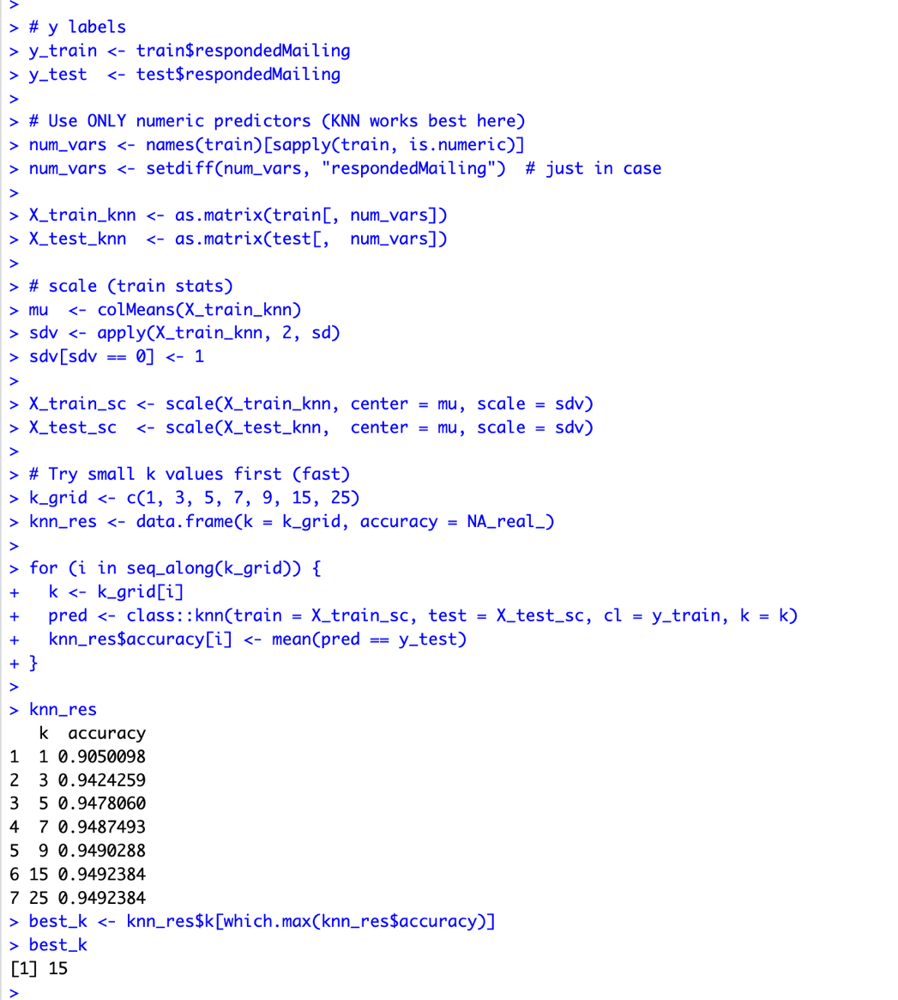 >
> # y labels
> y_train <- train$respondedMailing
> y_test  <- test$respondedMailing
>
> # Use ONLY numeric predictors (KNN works best here)
> num_vars <- names(train)[sapply(train, is.numeric)]
> num_vars <- setdiff(num_vars, "respondedMailing")  # just in case
>
> X_train_knn <- as.matrix(train[, num_vars])
> X_test_knn  <- as.matrix(test[,  num_vars])
>
> # scale (train stats)
> mu  <- colMeans(X_train_knn)
> sdv <- apply(X_train_knn, 2, sd)
> sdv[sdv == 0] <- 1
>
> X_train_sc <- scale(X_train_knn, center = mu, scale = sdv)
> X_test_sc  <- scale(X_test_knn,  center = mu, scale = sdv)
>
> # Try small k values first (fast)
> k_grid <- c(1, 3, 5, 7, 9, 15, 25)
> knn_res <- data.frame(k = k_grid, accuracy = NA_real_)
>
> for (i in seq_along(k_grid)) {
+   k <- k_grid[i]
+   pred <- class::knn(train = X_train_sc, test = X_test_sc, cl = y_train, k = k)
+   knn_res$accuracy[i] <- mean(pred == y_test)
+ }
>
> knn_res
   k  accuracy
1  1 0.9050098
2  3 0.9424259
3  5 0.9478060
4  7 0.9487493
5  9 0.9490288
6 15 0.9492384
7 25 0.9492384
> best_k <- knn_res$k[which.max(knn_res$accuracy)]
> best_k
[1] 15
>